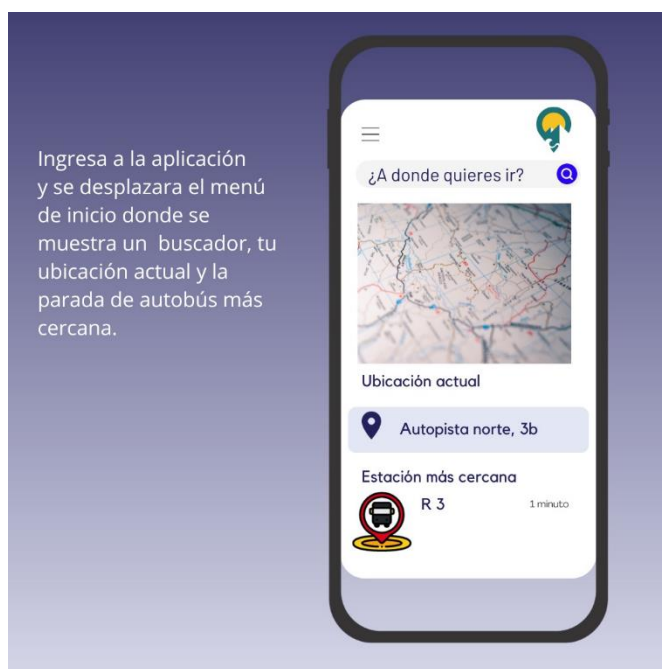 Ingresa a la aplicación
y se desplazara el menú
de inicio donde se
muestra un buscador, tu
ubicación actual y la
parada de autobús más
cercana.
¿A donde quieres ir?
Ubicación actual
Autopista norte, 3b
Estación más cercana
R 3
1 minuto